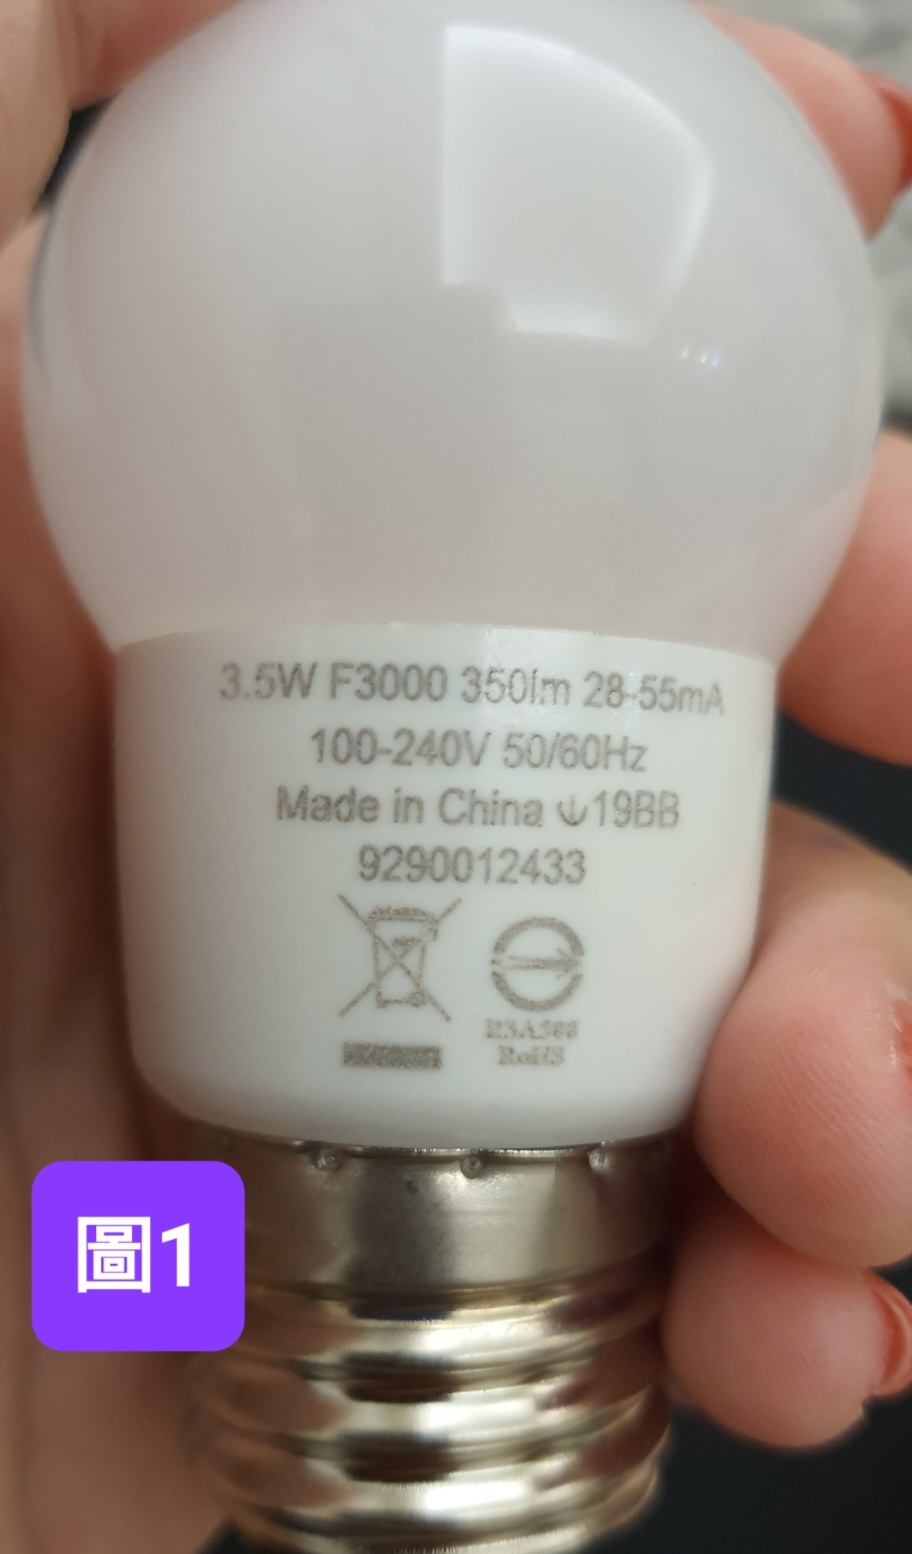 3.5W F3000 350lm 28-55mA
100-240V 50/60Hz
Made in China 19BB
9290012433
RoHS
圖1